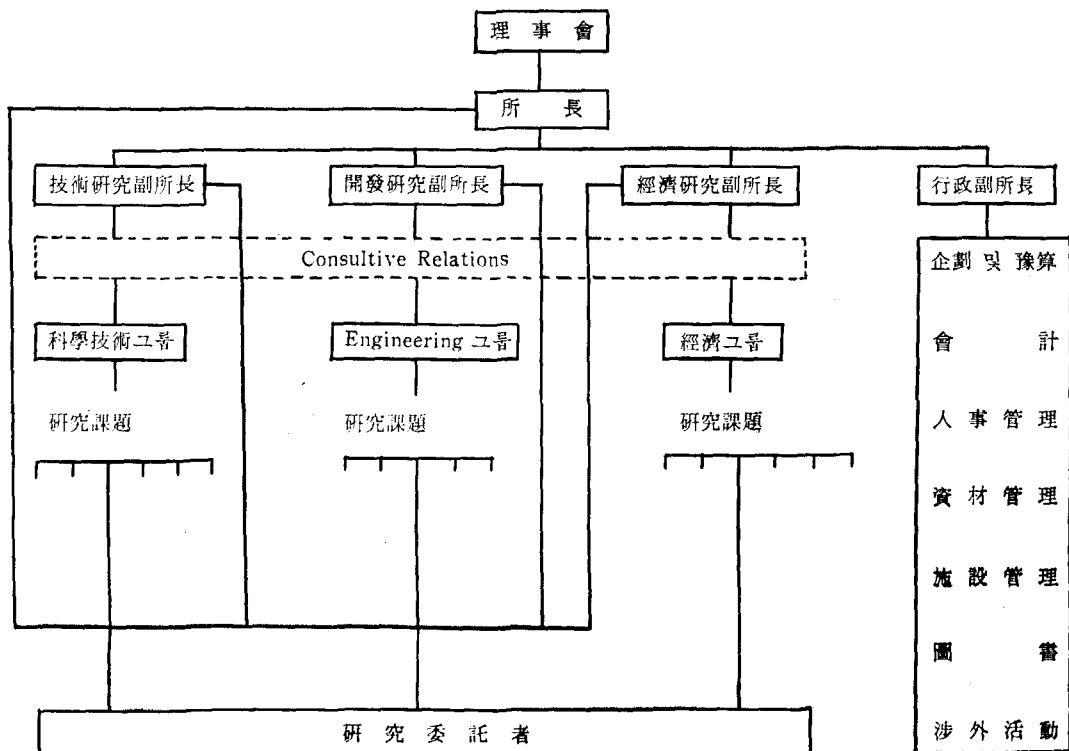 理事會
所長
技術硏究副所長
開發硏究副所長
經濟硏究副所長
行政副所長
Consultive Relations
企劃 및 豫算
科學技術그룹
Engineering 그룹
經濟그룹
會計
硏究課題
硏究課題
硏究課題
人事管理
資材管理
施設管理
圖書
硏究委託者
涉外活動